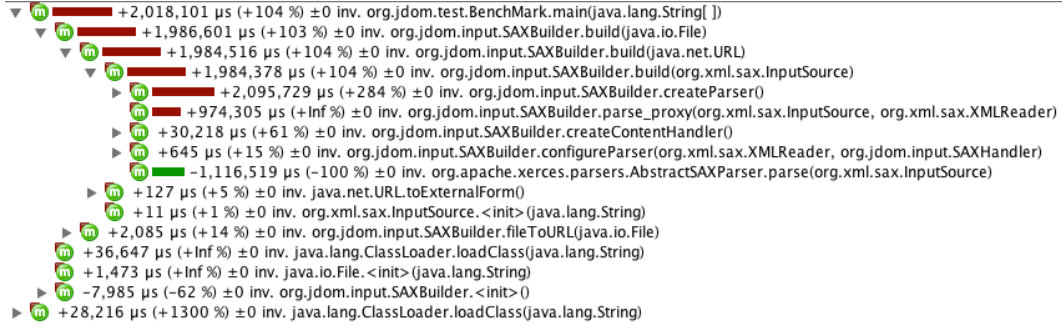 +2,018,101 µs (+104 %) ±0 inv. org.jdom.test.BenchMark.main(java.lang.String[ ])
+1,986,601 µs (+103 %) ±0 inv. org.jdom.input.SAXBuilder.build(java.io.File)
+1,984,516 µs (+104 %) ±0 inv. org.jdom.input.SAXBuilder.build(java.net.URL)
m +1,984,378 µs (+104 %) ±0 inv. org.jdom.input.SAXBuilder.build(org.xml.sax.InputSource)
m +2,095,729 µs (+284 %) ±0 inv. org.jdom.input.SAXBuilder.createParser()
m +974,305 µs (+Inf %) ±0 inv. org.jdom.input.SAXBuilder.parse_proxy(org.xml.sax.InputSource, org.xml.sax.XMLReader)
m +30,218 µs (+61 %) ±0 inv. org.jdom.input.SAXBuilder.createContentHandler()
m +645 µs (+15 %) ±0 inv. org.jdom.input.SAXBuilder.configureParser(org.xml.sax.XMLReader, org.jdom.input.SAXHandler)
m -1,116,519 µs (-100 %) ±0 inv. org.apache.xerces.parsers.AbstractSAXParser.parse(org.xml.sax.InputSource)
m +127 µs (+5 %) ±0 inv. java.net.URL.toExternalForm()
m +11 µs (+1 %) ±0 inv. org.xml.sax.InputSource.<init>(java.lang.String)
m +2,085 µs (+14 %) ±0 inv. org.jdom.input.SAXBuilder.fileToURL(java.io.File)
m +36,647 µs (+Inf %) ±0 inv. java.lang.ClassLoader.loadClass(java.lang.String)
m +1,473 µs (+Inf %) ±0 inv. java.io.File.<init>(java.lang.String)
m -7,985 µs (-62 %) ±0 inv. org.jdom.input.SAXBuilder.<init>()
m +28,216 µs (+1300 %) ±0 inv. java.lang.ClassLoader.loadClass(java.lang.String)